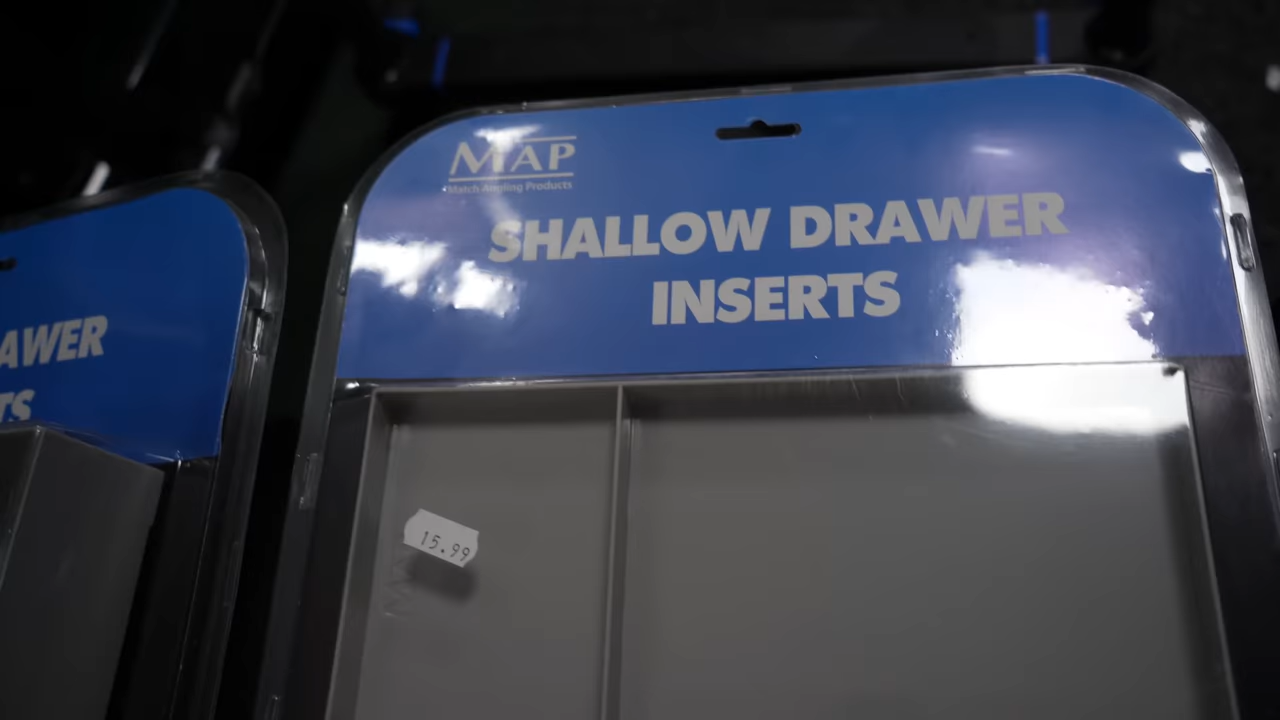 MAP
Match Angling Products
SHALLOW DRAWER
INSERTS
15.99
AWER
TS